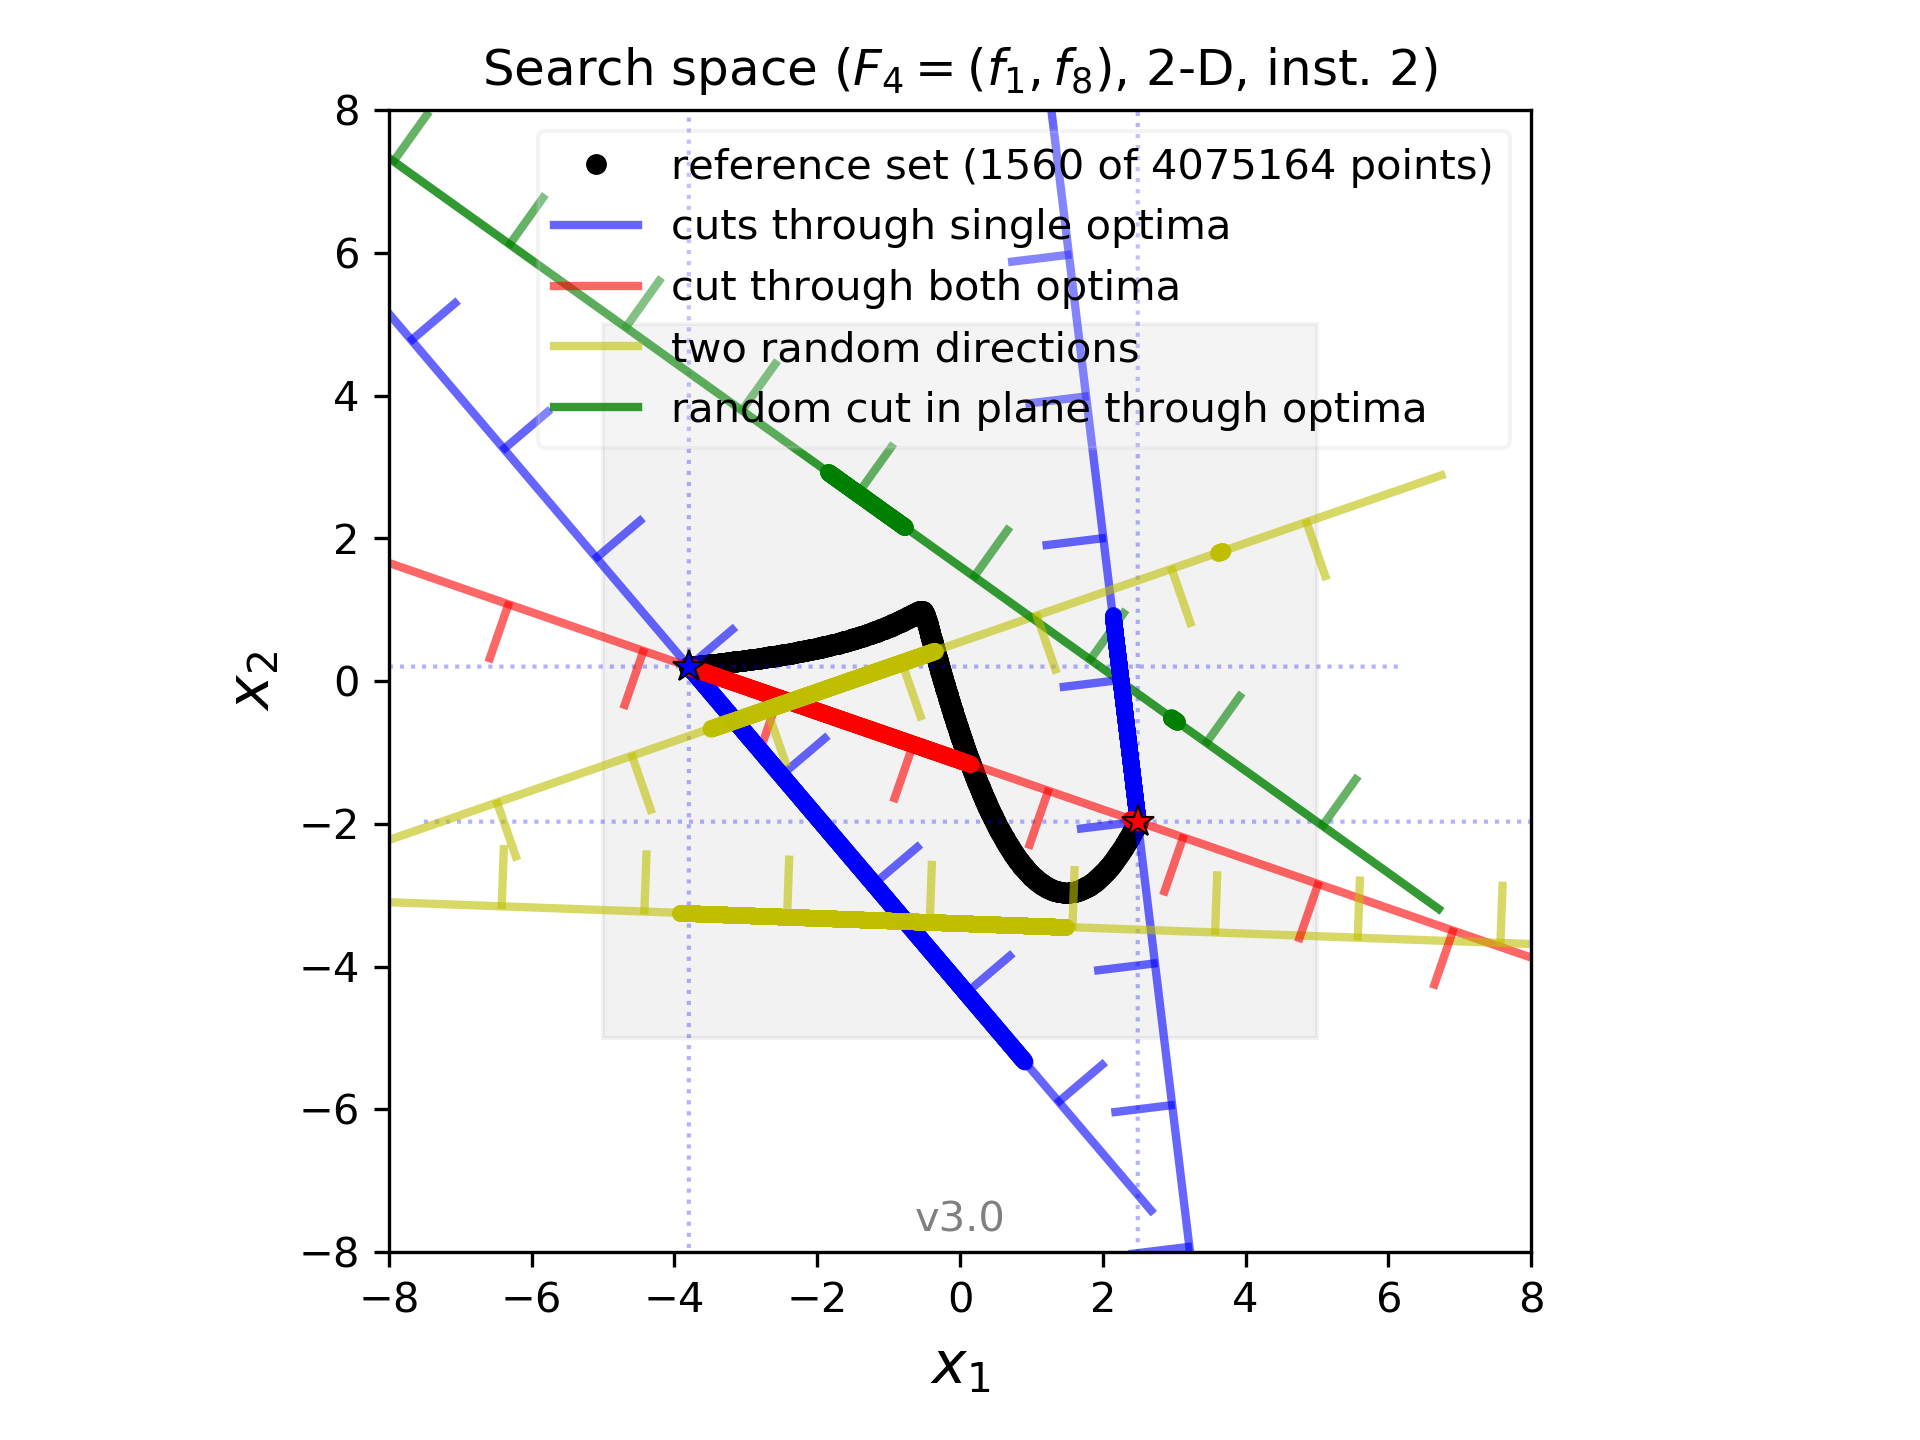 Search space (F₄ = (f₁, f₈), 2-D, inst. 2)
reference set (1560 of 4075164 points)
cuts through single optima
cut through both optima
two random directions
random cut in plane through optima
8
6
4
2
0
−2
−4
−6
−8
x₂
v3.0
−8 −6 −4 −2 0 2 4 6 8
x₁